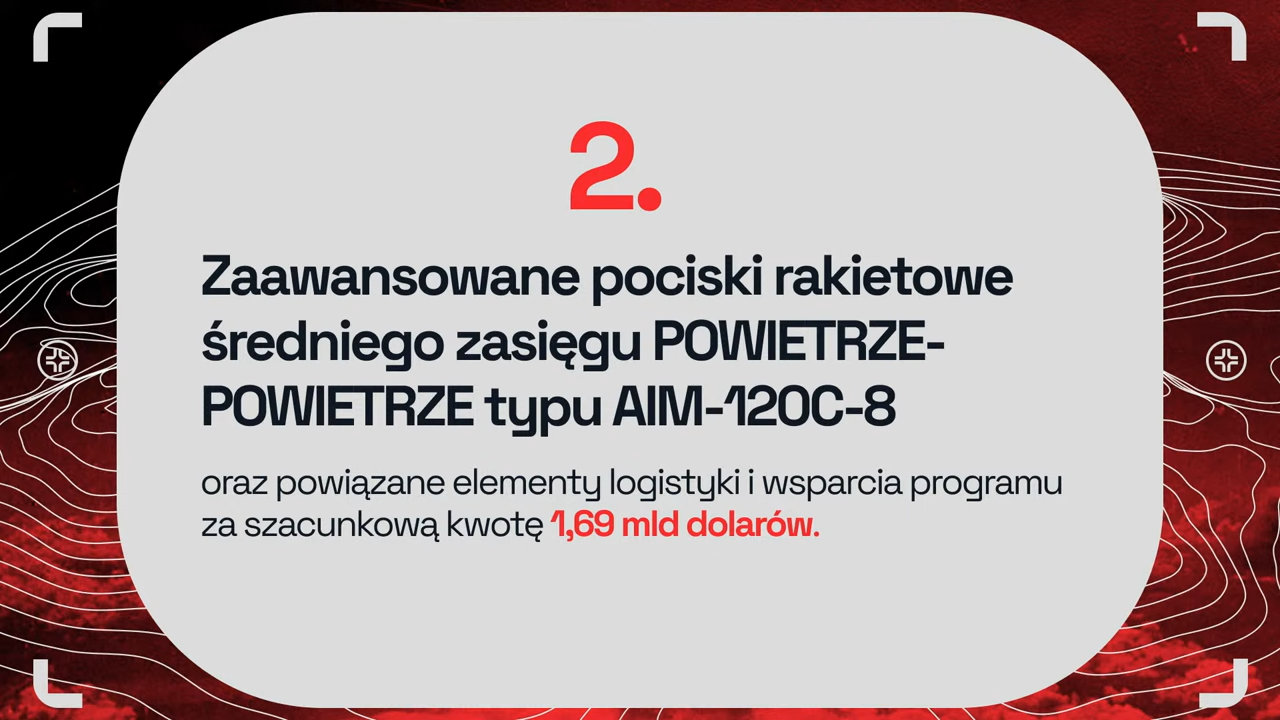 2.
Zaawansowane pociski rakietowe
średniego zasięgu POWIETRZE-
POWIETRZE typu AIM-120C-8
oraz powiązane elementy logistyki i wsparcia programu
za szacunkową kwotę 1,69 mld dolarów.